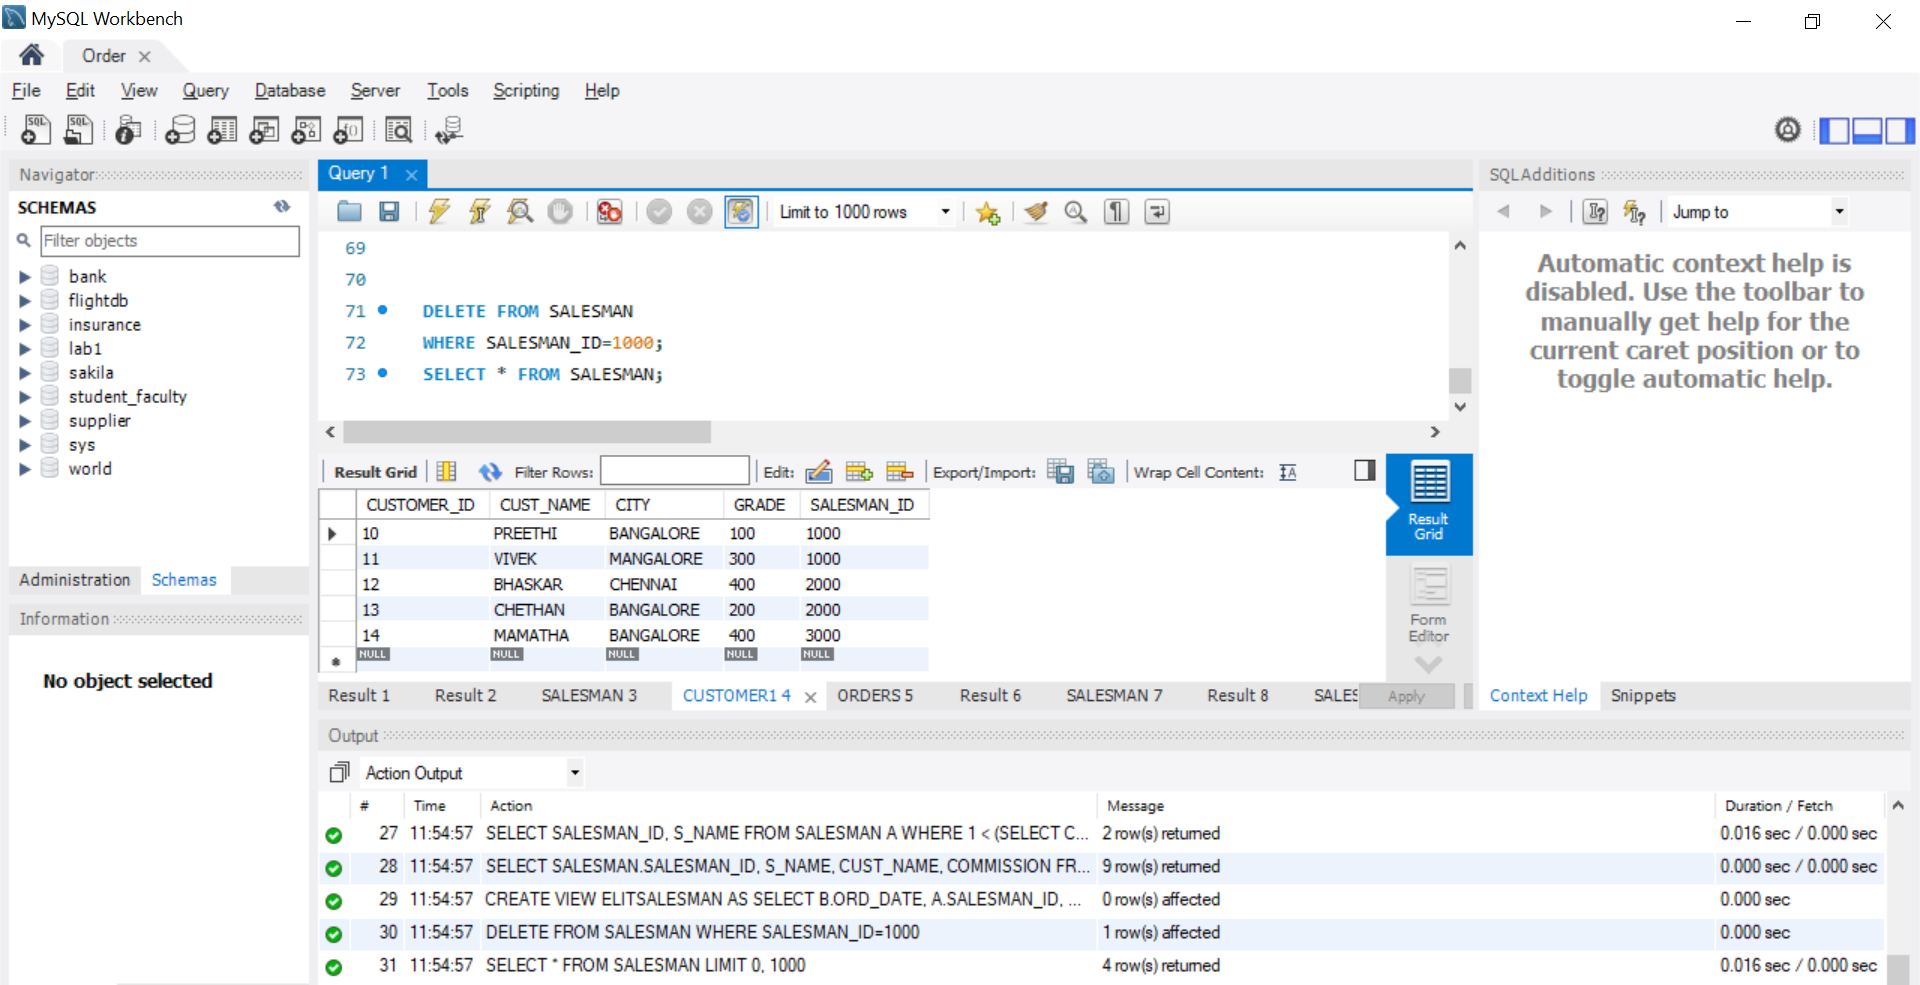 MySQL Workbench
Order
File Edit View Query Database Server Tools Scripting Help
Navigator
SCHEMAS
Filter objects
bank
flightdb
insurance
lab1
sakila
student_faculty
supplier
sys
world
Administration Schemas
Information
No object selected
Query 1
Limit to 1000 rows
69
70
71 DELETE FROM SALESMAN
72 WHERE SALESMAN_ID=1000;
73 SELECT * FROM SALESMAN;
Result Grid Filter Rows: Edit: Export/Import: Wrap Cell Content:
CUSTOMER_ID CUST_NAME CITY GRADE SALESMAN_ID
10 PREETHI BANGALORE 100 1000
11 VIVEK MANGALORE 300 1000
12 BHASKAR CHENNAI 400 2000
13 CHETHAN BANGALORE 200 2000
14 MAMATHA BANGALORE 400 3000
NULL NULL NULL NULL NULL
Result
Grid
Form
Editor
Result 1 Result 2 SALESMAN 3 CUSTOMER1 4 ORDERS 5 Result 6 SALESMAN 7 Result 8 SALES Apply
SQLAdditions
Jump to
Automatic context help is
disabled. Use the toolbar to
manually get help for the
current caret position or to
toggle automatic help.
Context Help Snippets
Output
Action Output
# Time Action Message Duration / Fetch
27 11:54:57 SELECT SALESMAN_ID, S_NAME FROM SALESMAN A WHERE 1 < (SELECT C... 2 row(s) returned 0.016 sec / 0.000 sec
28 11:54:57 SELECT SALESMAN.SALESMAN_ID, S_NAME, CUST_NAME, COMMISSION FR... 9 row(s) returned 0.000 sec / 0.000 sec
29 11:54:57 CREATE VIEW ELITSALESMAN AS SELECT B.ORD_DATE, A.SALESMAN_ID, ... 0 row(s) affected 0.000 sec
30 11:54:57 DELETE FROM SALESMAN WHERE SALESMAN_ID=1000 1 row(s) affected 0.000 sec
31 11:54:57 SELECT * FROM SALESMAN LIMIT 0, 1000 4 row(s) returned 0.016 sec / 0.000 sec